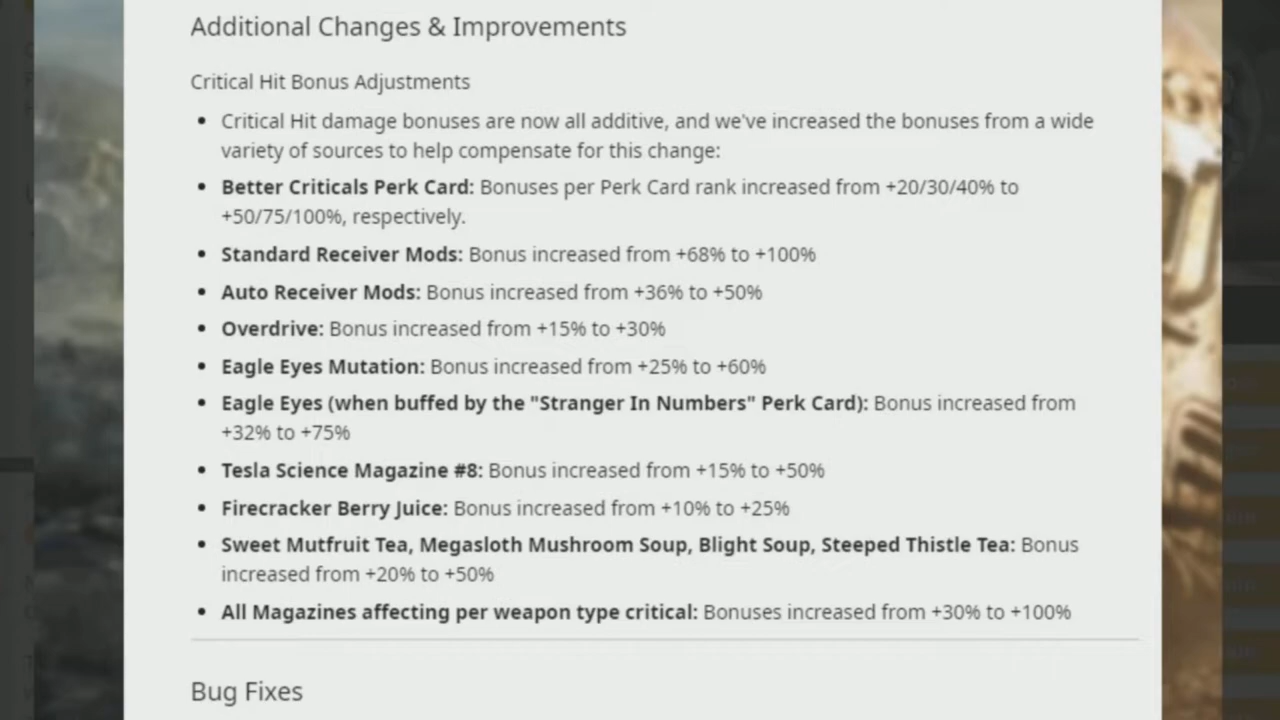 Additional Changes & Improvements
Critical Hit Bonus Adjustments
• Critical Hit damage bonuses are now all additive, and we've increased the bonuses from a wide
variety of sources to help compensate for this change:
• Better Criticals Perk Card: Bonuses per Perk Card rank increased from +20/30/40% to
+50/75/100%, respectively.
• Standard Receiver Mods: Bonus increased from +68% to +100%
• Auto Receiver Mods: Bonus increased from +36% to +50%
• Overdrive: Bonus increased from +15% to +30%
• Eagle Eyes Mutation: Bonus increased from +25% to +60%
• Eagle Eyes (when buffed by the "Stranger In Numbers" Perk Card): Bonus increased from
+32% to +75%
• Tesla Science Magazine #8: Bonus increased from +15% to +50%
• Firecracker Berry Juice: Bonus increased from +10% to +25%
• Sweet Mutfruit Tea, Megasloth Mushroom Soup, Blight Soup, Steeped Thistle Tea: Bonus
increased from +20% to +50%
• All Magazines affecting per weapon type critical: Bonuses increased from +30% to +100%
Bug Fixes